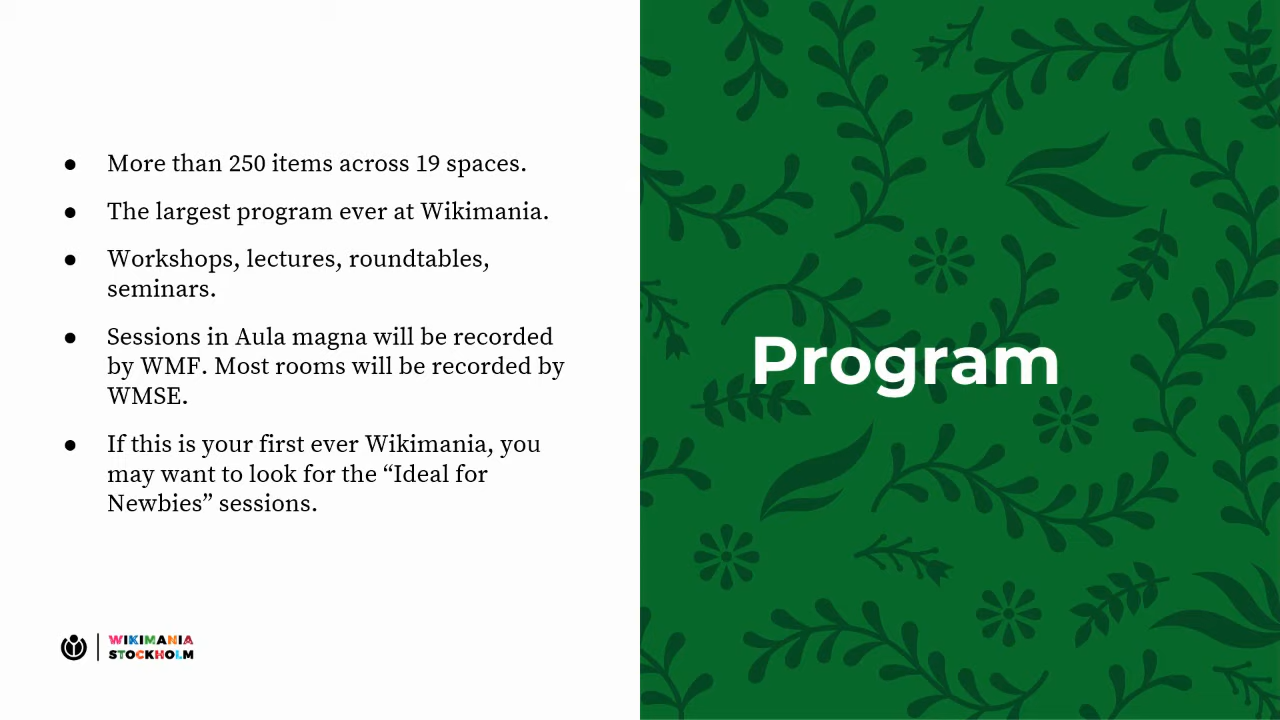 ● More than 250 items across 19 spaces.
● The largest program ever at Wikimania.
● Workshops, lectures, roundtables,
seminars.
● Sessions in Aula magna will be recorded
by WMF. Most rooms will be recorded by
WMSE.
● If this is your first ever Wikimania, you
may want to look for the “Ideal for
Newbies” sessions.
WIKIMANIA
STOCKHOLM
Program